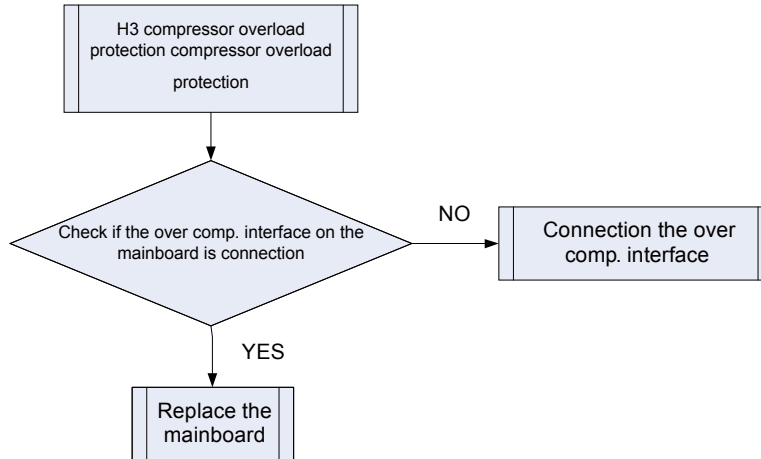 H3 compressor overload
protection compressor overload
protection
Check if the over comp. interface on the
mainboard is connection
NO
Connection the over
comp. interface
YES
Replace the
mainboard